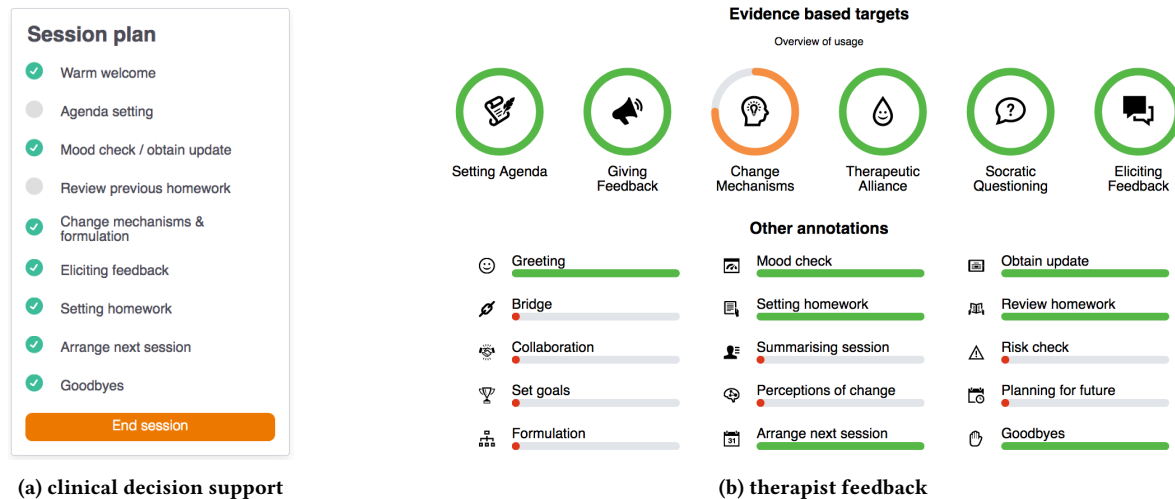 Session plan
Warm welcome
Agenda setting
Mood check / obtain update
Review previous homework
Change mechanisms &
formulation
Eliciting feedback
Setting homework
Arrange next session
Goodbyes
End session
(a) clinical decision support
Evidence based targets
Overview of usage
Setting Agenda
Giving
Feedback
Change
Mechanisms
Therapeutic
Alliance
Socratic
Questioning
Eliciting
Feedback
Other annotations
Greeting
Mood check
Obtain update
Bridge
Setting homework
Review homework
Collaboration
Summarising session
Risk check
Set goals
Perceptions of change
Planning for future
Formulation
31
Arrange next session
Goodbyes
(b) therapist feedback